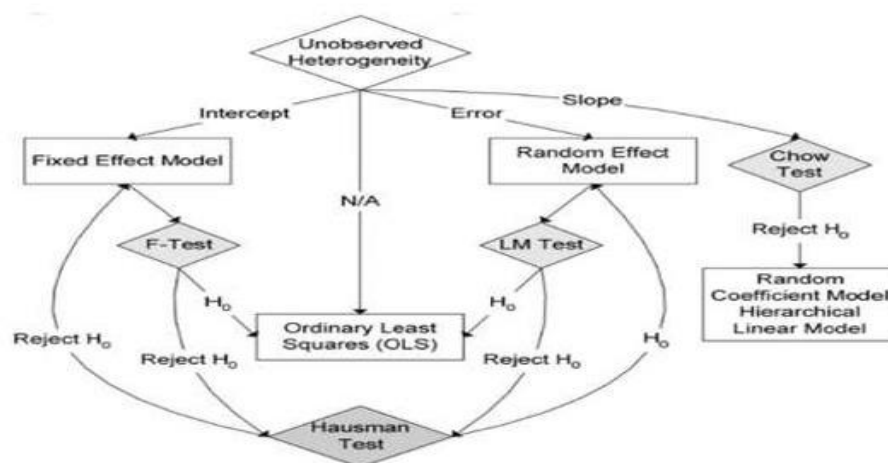 Unobserved
Heterogeneity
Intercept
Error
Slope
Fixed Effect Model
Random Effect
Model
Chow
Test
N/A
F-Test
LM Test
Reject Ho
H₀
H₀
Random
Coefficient Model
Hierarchical
Linear Model
Ordinary Least
Squares (OLS)
Reject H₀
Reject H₀
Reject H₀
H₀
Hausman
Test